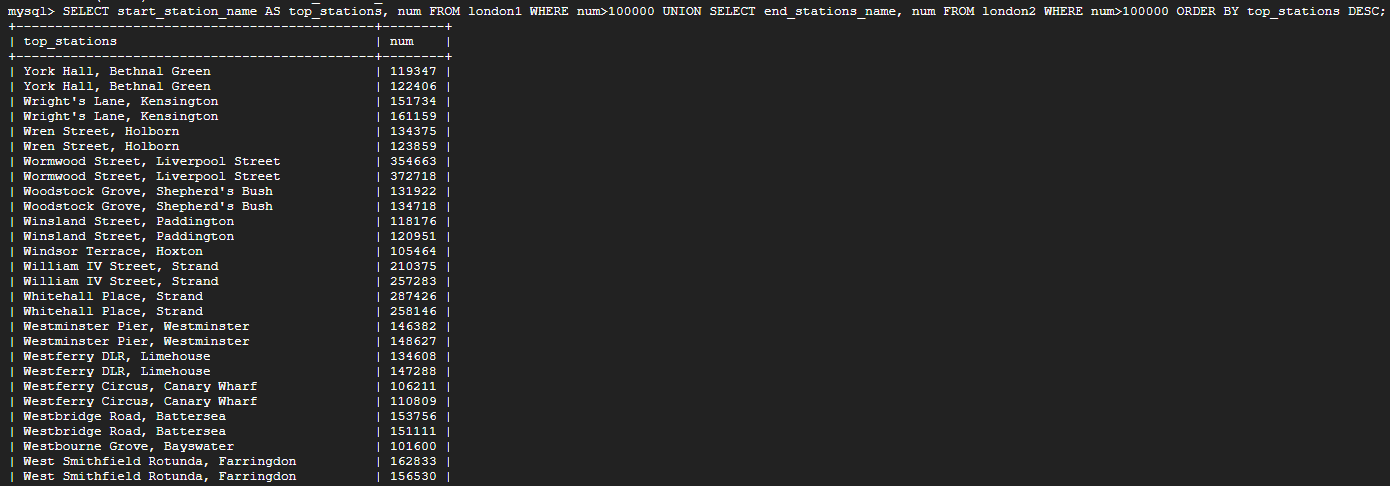 mysql> SELECT start_station_name AS top_stations, num FROM london1 WHERE num>100000 UNION SELECT end_stations_name, num FROM london2 WHERE num>100000 ORDER BY top_stations DESC;
+----------------------------------------------+--------+
| top_stations | num |
+----------------------------------------------+--------+
| York Hall, Bethnal Green | 119347 |
| York Hall, Bethnal Green | 122406 |
| Wright's Lane, Kensington | 151734 |
| Wright's Lane, Kensington | 161159 |
| Wren Street, Holborn | 134375 |
| Wren Street, Holborn | 123859 |
| Wormwood Street, Liverpool Street | 354663 |
| Wormwood Street, Liverpool Street | 372718 |
| Woodstock Grove, Shepherd's Bush | 131922 |
| Woodstock Grove, Shepherd's Bush | 134718 |
| Winsland Street, Paddington | 118176 |
| Winsland Street, Paddington | 120951 |
| Windsor Terrace, Hoxton | 105464 |
| William IV Street, Strand | 210375 |
| William IV Street, Strand | 257283 |
| Whitehall Place, Strand | 287426 |
| Whitehall Place, Strand | 258146 |
| Westminster Pier, Westminster | 146382 |
| Westminster Pier, Westminster | 148627 |
| Westferry DLR, Limehouse | 134608 |
| Westferry DLR, Limehouse | 147288 |
| Westferry Circus, Canary Wharf | 106211 |
| Westferry Circus, Canary Wharf | 110809 |
| Westbridge Road, Battersea | 153756 |
| Westbridge Road, Battersea | 151111 |
| Westbourne Grove, Bayswater | 101600 |
| West Smithfield Rotunda, Farringdon | 162833 |
| West Smithfield Rotunda, Farringdon | 156530 |